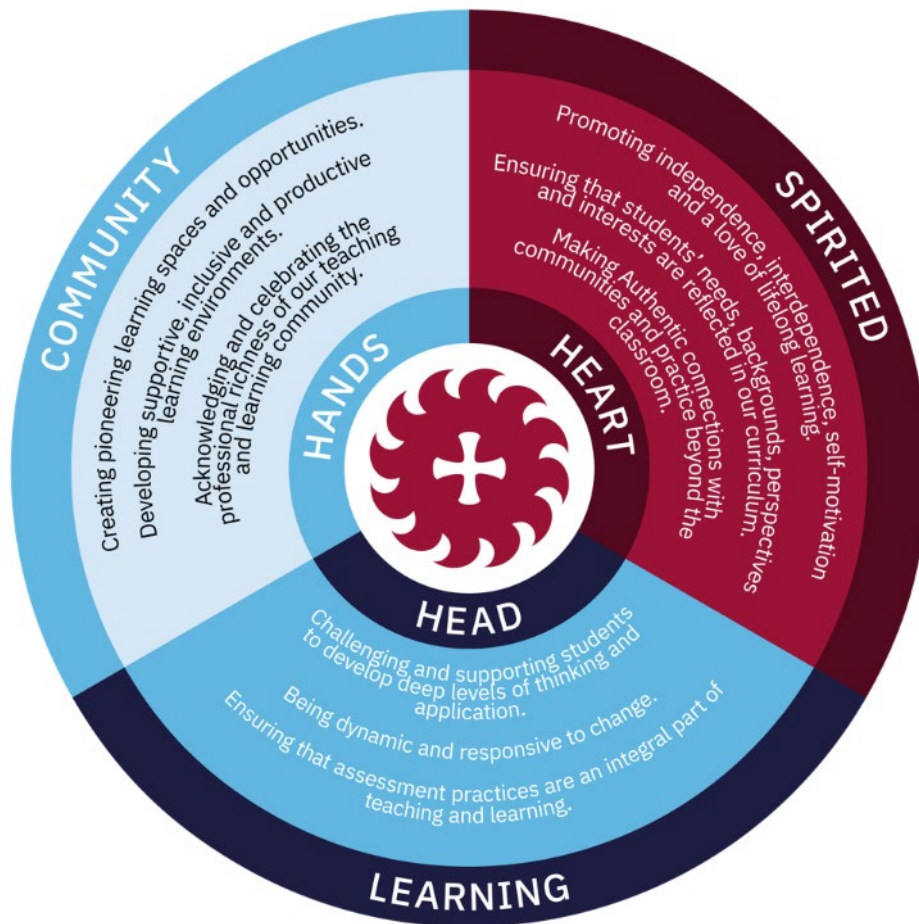 COMMUNITY
Creating pioneering learning spaces and opportunities.
Developing supportive, inclusive and productive
learning environments.
Acknowledging and celebrating the
professional richness of our teaching
and learning community.
HANDS
SPIRITED
Promoting independence, interdependence, self-motivation
and a love of lifelong learning.
Ensuring that students' needs, backgrounds, perspectives
and interests are reflected in our curriculum.
Making Authentic connections with
communities and practice beyond the
classroom.
HEART
HEAD
Challenging and supporting students
to develop deep levels of thinking and
application.
Being dynamic and responsive to change.
Ensuring that assessment practices are an integral part of
teaching and learning.
LEARNING